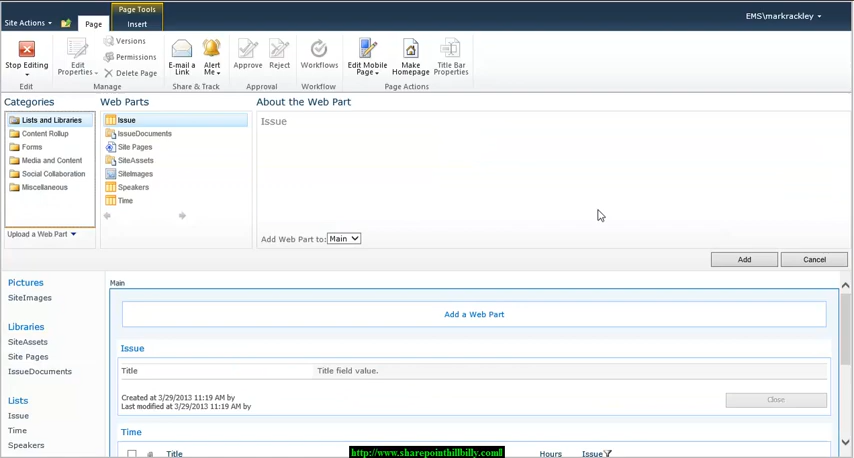 Page Tools
Site Actions
Page
Insert
EMS\markrackley
Stop Editing
Edit Properties
Versions
Permissions
Delete Page
E-mail a Link
Alert Me
Approve
Reject
Workflows
Edit Mobile Page
Make Homepage
Title Bar Properties
Edit
Manage
Share & Track
Approval
Workflow
Page Actions
Categories
Web Parts
About the Web Part
Lists and Libraries
Content Rollup
Forms
Media and Content
Social Collaboration
Miscellaneous
Upload a Web Part
Issue
IssueDocuments
Site Pages
SiteAssets
SiteImages
Speakers
Time
Issue
Add Web Part to: Main
Add
Cancel
Pictures
SiteImages
Libraries
SiteAssets
Site Pages
IssueDocuments
Lists
Issue
Time
Speakers
Main
Add a Web Part
Issue
Title
Title field value.
Created at 3/29/2013 11:19 AM by
Last modified at 3/29/2013 11:19 AM by
Close
Time
Title
Hours
Issue
http://www.sharepointhillbilly.com